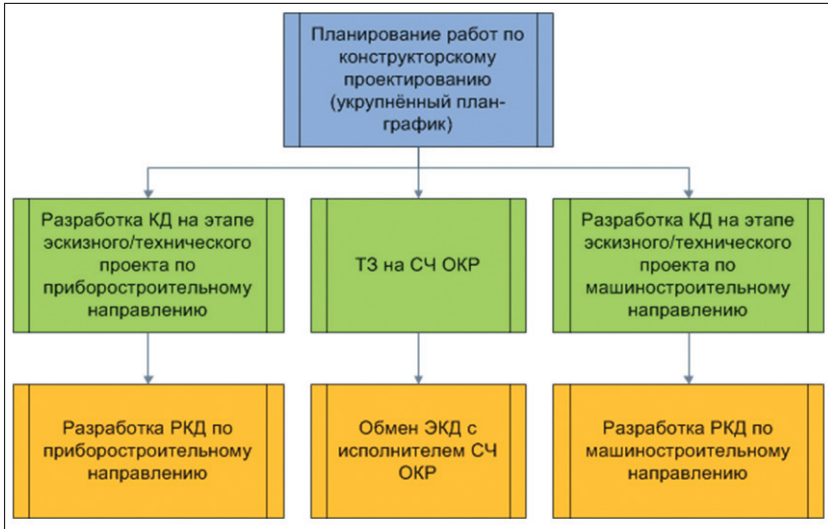 Планирование работ по
конструкторскому
проектированию
(укрупнённый план-
график)
Разработка КД на этапе
эскизного/технического
проекта по
приборостроительному
направлению
ТЗ на СЧ ОКР
Разработка КД на этапе
эскизного/технического
проекта по
машиностроительному
направлению
Разработка РКД по
приборостроительному
направлению
Обмен ЭКД с
исполнителем СЧ
ОКР
Разработка РКД по
машиностроительному
направлению